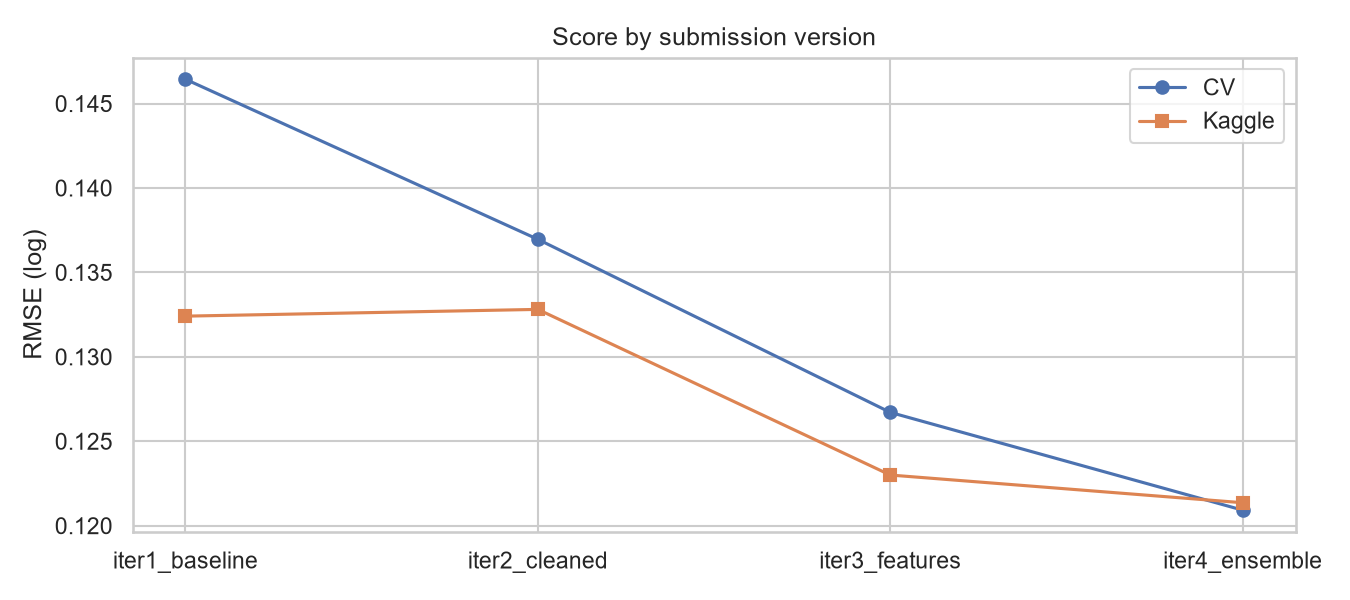 Score by submission version
CV
Kaggle
RMSE (log)
0.145
0.140
0.135
0.130
0.125
0.120
iter1_baseline
iter2_cleaned
iter3_features
iter4_ensemble